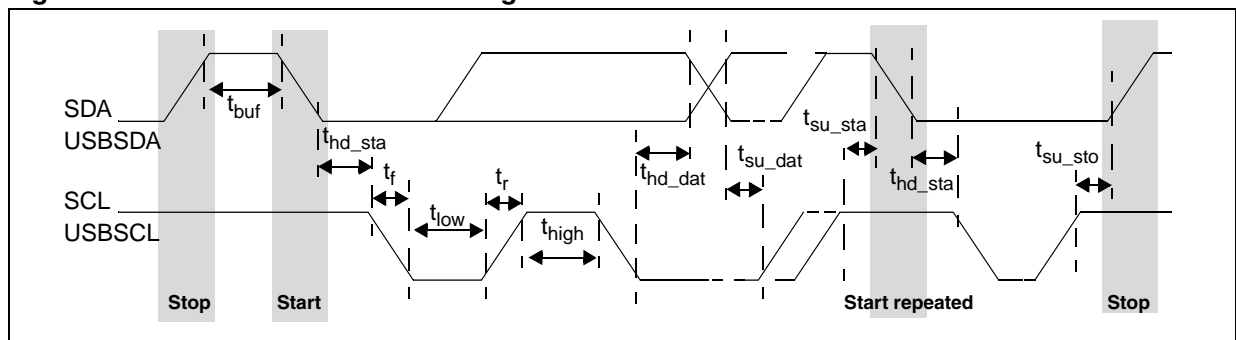 SDA
USBSDA
t_buf
t_hd_sta
t_f
t_low
t_r
t_high
t_hd_dat
t_su_dat
t_su_sta
t_hd_sta
t_su_sto
SCL
USBSCL
Stop
Start
Start repeated
Stop